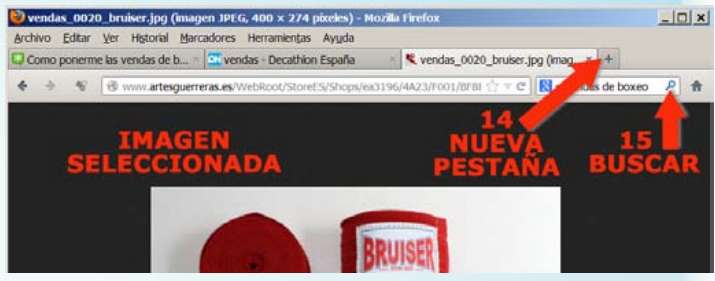 vendas_0020_bruiser.jpg (imagen JPEG, 400 × 274 píxeles) - Mozilla Firefox
Archivo Editar Ver Historial Marcadores Herramientas Ayuda
Como ponerme las vendas de b... vendas - Decathlon España vendas_0020_bruiser.jpg (imag...
www.artesguerreras.es/WebRoot/StoreES/Shops/ea3196/4A23/F001/8F8 de boxeo
14
IMAGEN NUEVA 15
SELECCIONADA PESTAÑA BUSCAR
BRUISER